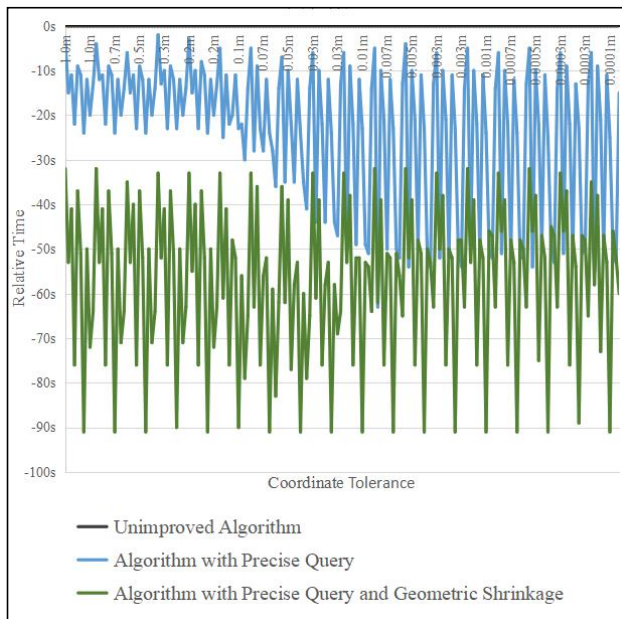 0s
-10s
-20s
-30s
-40s
-50s
-60s
-70s
-80s
-90s
-100s
Relative Time
1.0m
1.0m
0.7m
0.5m
0.3m
0.2m
0.2m
0.1m
0.07m
0.05m
0.03m
0.03m
0.01m
0.007m
0.005m
0.003m
0.003m
0.001m
0.0007m
0.0005m
0.0003m
0.0003m
0.0001m
Coordinate Tolerance
Unimproved Algorithm
Algorithm with Precise Query
Algorithm with Precise Query and Geometric Shrinkage